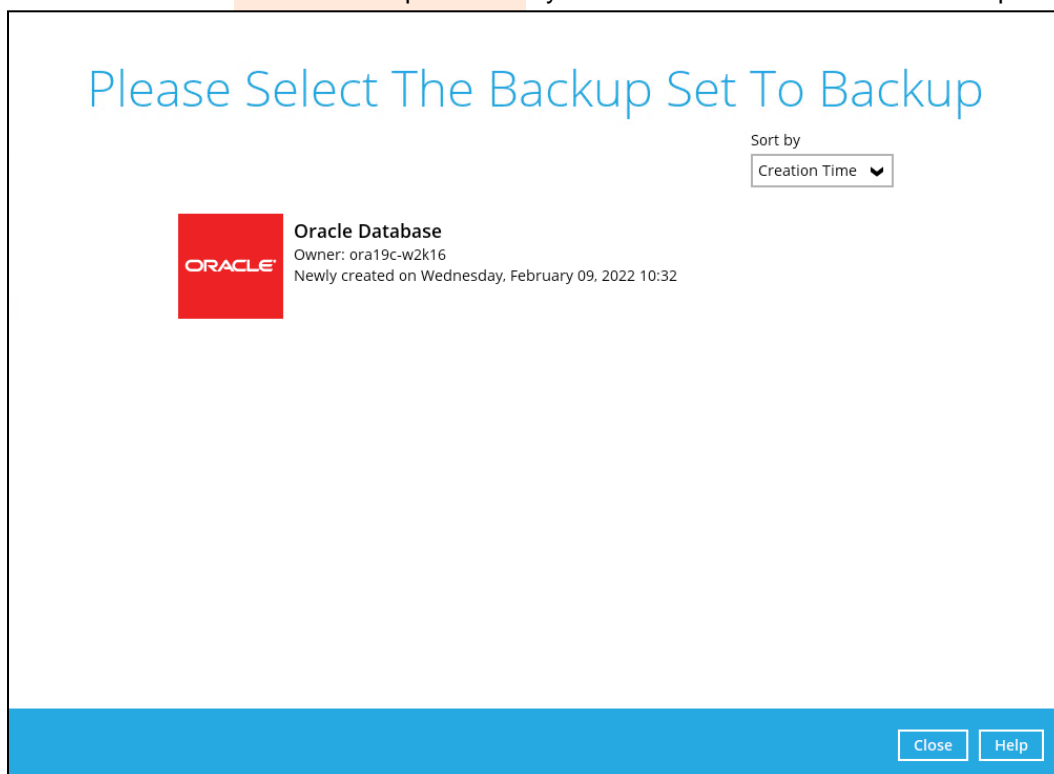 Please Select The Backup Set To Backup
Sort by
Creation Time
ORACLE
Oracle Database
Owner: ora19c-w2k16
Newly created on Wednesday, February 09, 2022 10:32
Close
Help